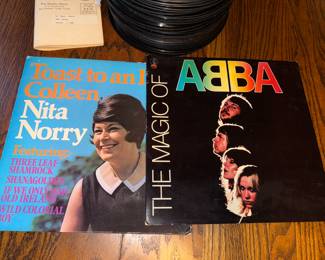 Toast to an I
Colleen
Nita
Norry
Featuring:
THREE LEAF
SHAMROCK
SHANAGOLDEN
IF WE ONLY
OLD IRELAND
WILD COLONIAL
BOY
THE MAGIC OF
ABBA